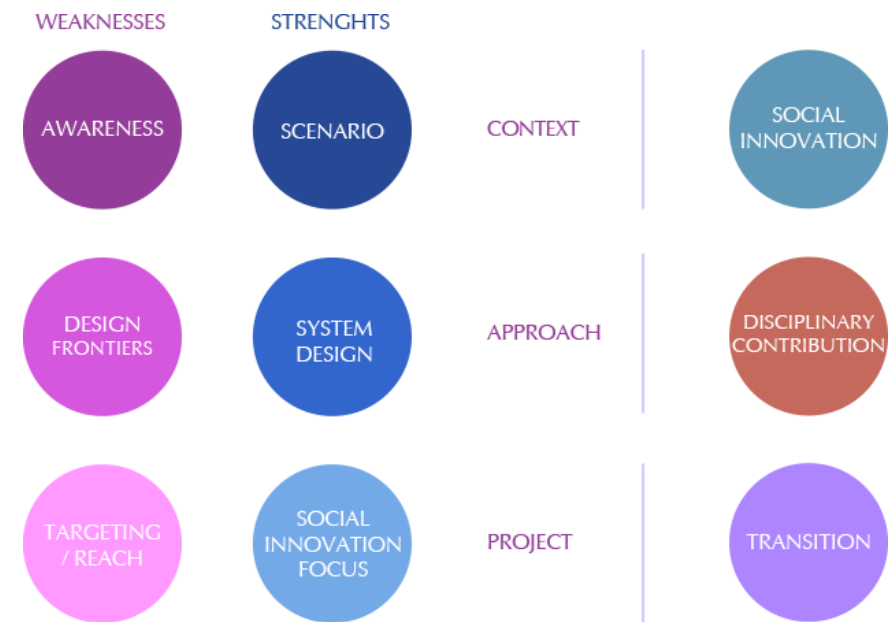 WEAKNESSES
STRENGHTS
AWARENESS
SCENARIO
CONTEXT
SOCIAL
INNOVATION
DESIGN
FRONTIERS
SYSTEM
DESIGN
APPROACH
DISCIPLINARY
CONTRIBUTION
TARGETING
/ REACH
SOCIAL
INNOVATION
FOCUS
PROJECT
TRANSITION